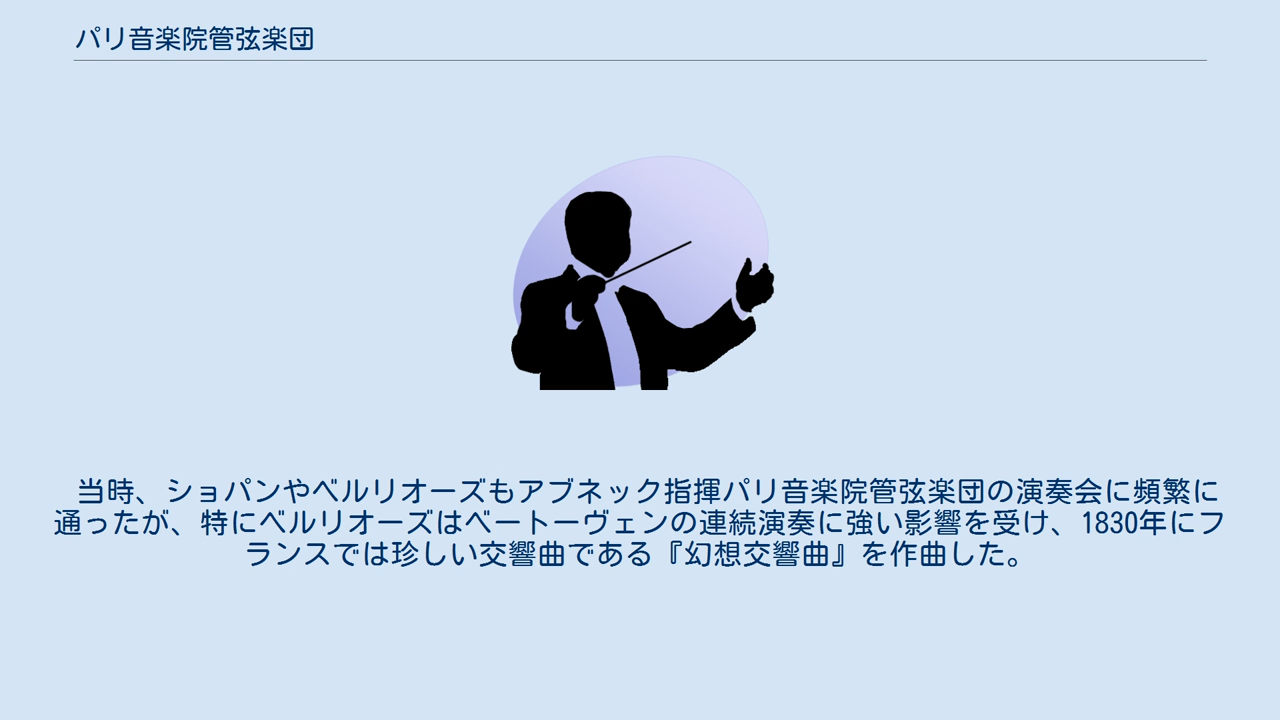 パリ音楽院管弦楽団
当時、ショパンやベルリオーズもアブネック指揮パリ音楽院管弦楽団の演奏会に頻繁に
通ったが、特にベルリオーズはベートーヴェンの連続演奏に強い影響を受け、1830年にフ
ランスでは珍しい交響曲である『幻想交響曲』を作曲した。